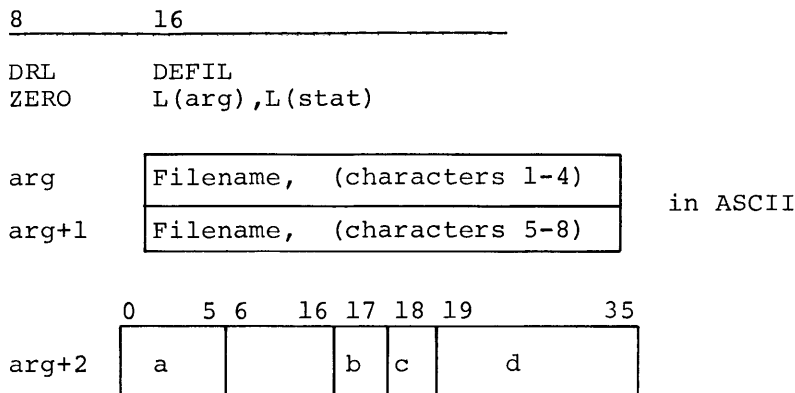 8 16
DRL DEFIL
ZERO L(arg),L(stat)
arg Filename, (characters 1-4)
in ASCII
arg+1 Filename, (characters 5-8)
0 5 6 16 17 18 19 35
arg+2 a b c d